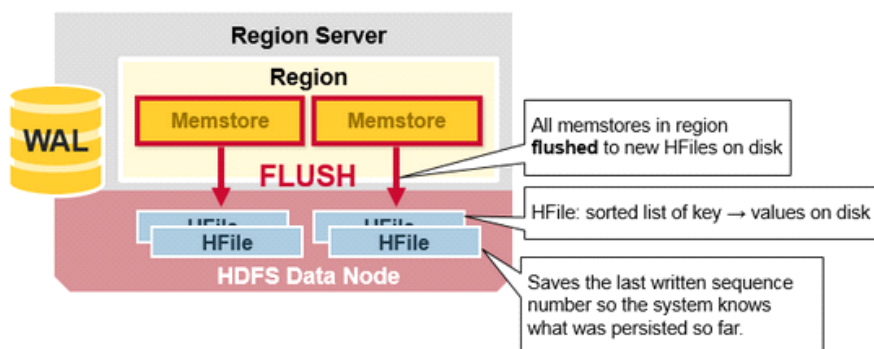 Region Server
Region
Memstore
Memstore
WAL
All memstores in region
flushed to new HFiles on disk
FLUSH
HFile: sorted list of key → values on disk
HFile
HFile
HFile
HFile
HDFS Data Node
Saves the last written sequence
number so the system knows
what was persisted so far.